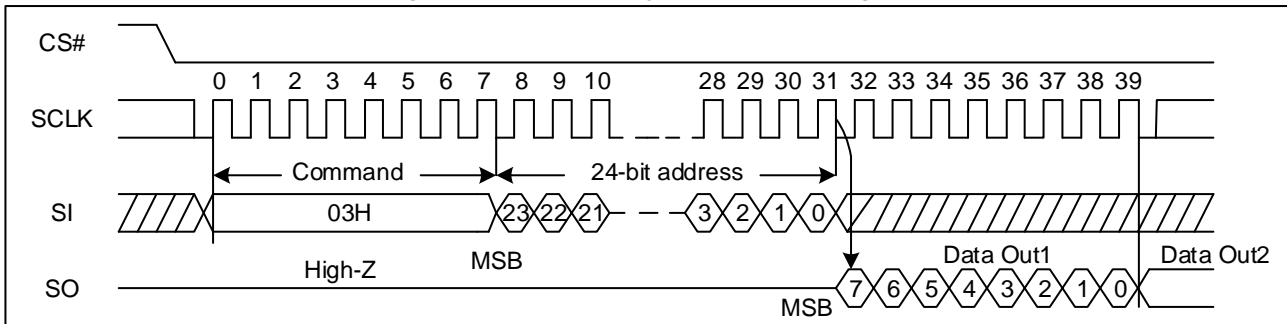 CS#
0 1 2 3 4 5 6 7 8 9 10 28 29 30 31 32 33 34 35 36 37 38 39
SCLK
Command 24-bit address
SI 03H 23 22 21 3 2 1 0
High-Z MSB Data Out1 Data Out2
SO 7 6 5 4 3 2 1 0
MSB